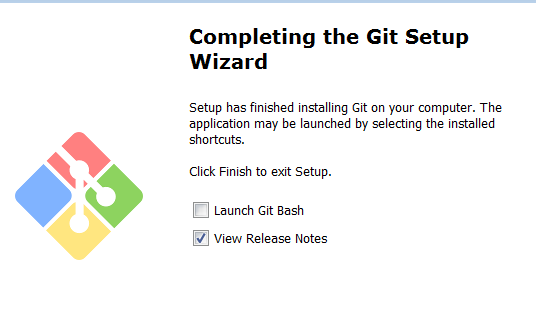 Completing the Git Setup
Wizard
Setup has finished installing Git on your computer. The
application may be launched by selecting the installed
shortcuts.
Click Finish to exit Setup.
Launch Git Bash
View Release Notes